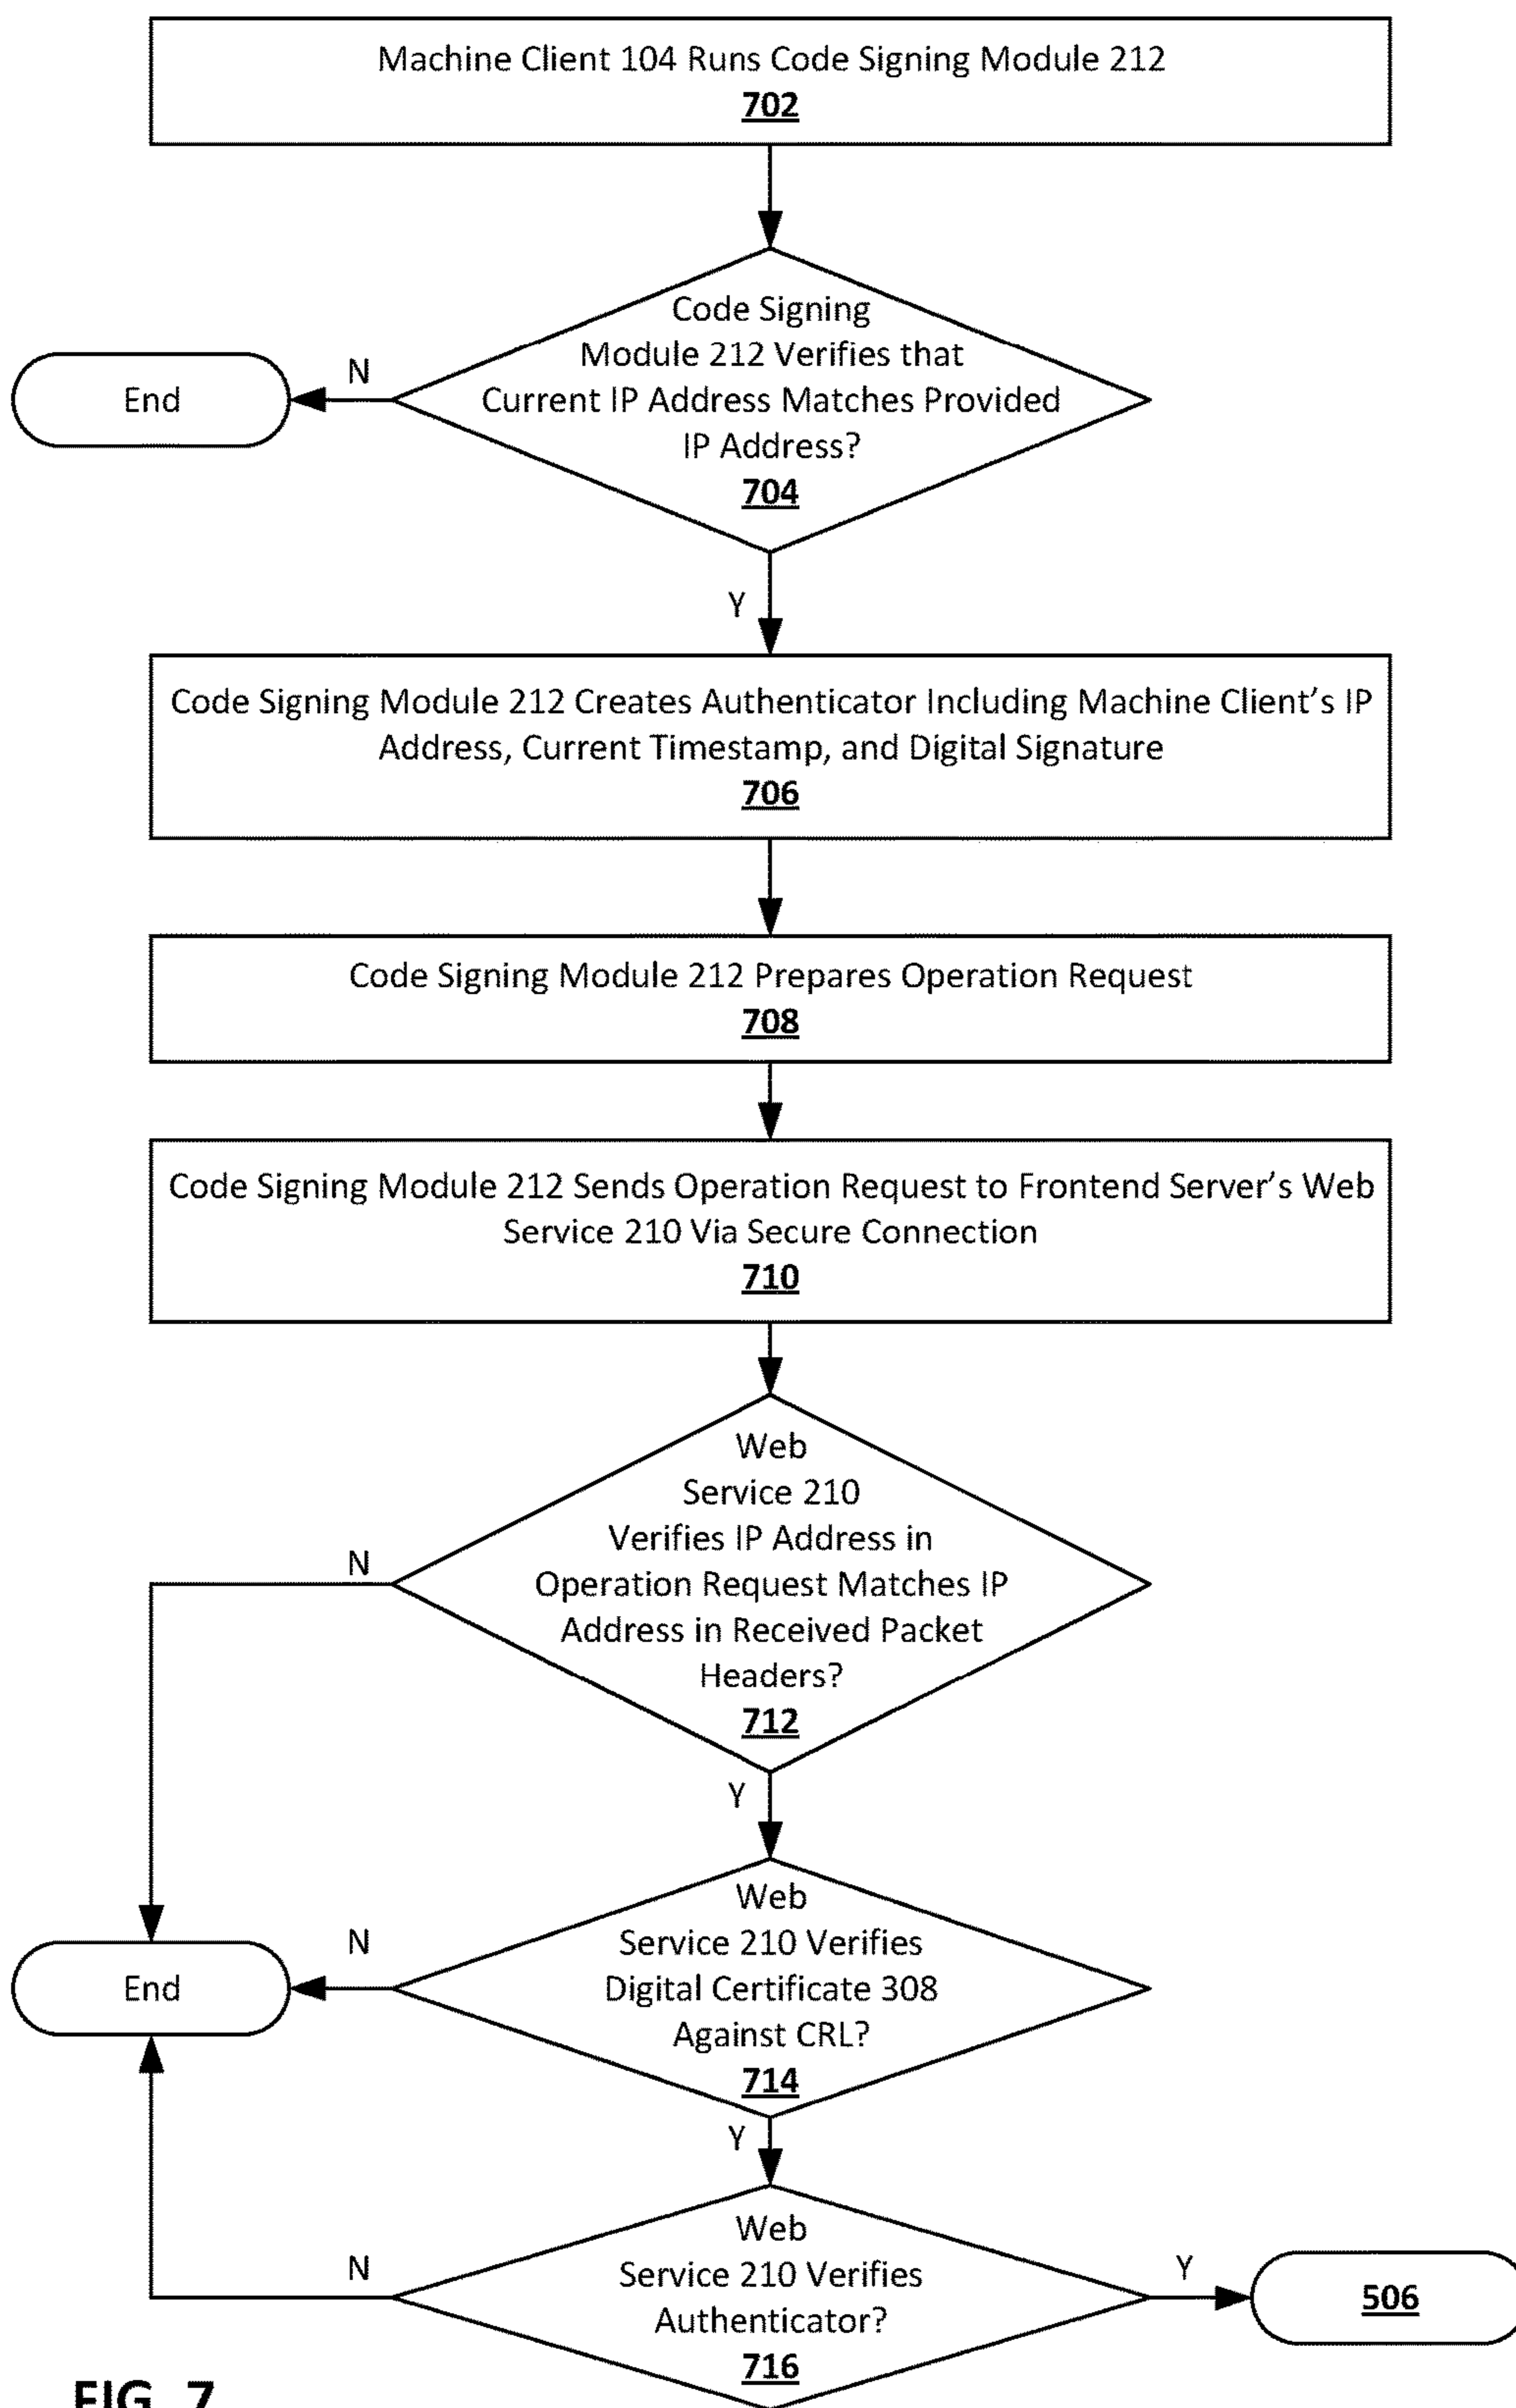 Machine Client 104 Runs Code Signing Module 212
702
Code Signing
Module 212 Verifies that
Current IP Address Matches Provided
IP Address?
704
N
End
Y
Code Signing Module 212 Creates Authenticator Including Machine Client's IP
Address, Current Timestamp, and Digital Signature
706
Code Signing Module 212 Prepares Operation Request
708
Code Signing Module 212 Sends Operation Request to Frontend Server's Web
Service 210 Via Secure Connection
710
Web
Service 210
Verifies IP Address in
Operation Request Matches IP
Address in Received Packet
Headers?
712
N
Y
Web
Service 210 Verifies
Digital Certificate 308
Against CRL?
714
N
End
Y
Web
Service 210 Verifies
Authenticator?
716
N
Y
506
FIG. 7